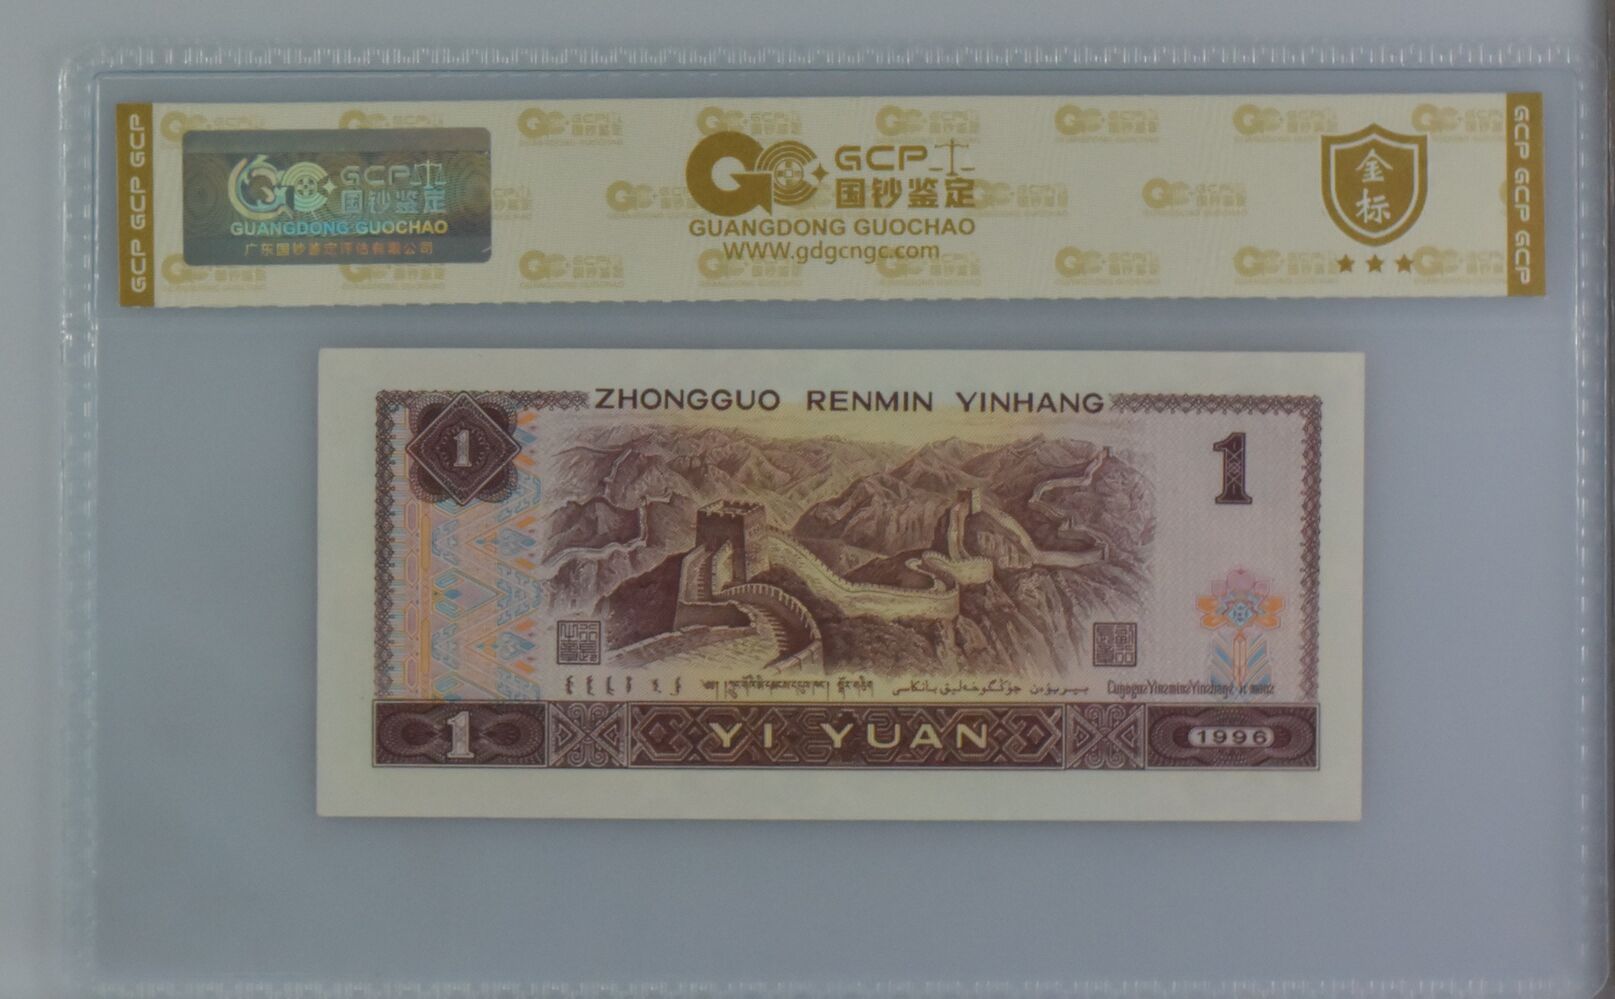 GCP GCP
GCP
国钞鉴定
GUANGDONG GUOCHAO
广东国钞鉴定评估有限公司
GCP
国钞鉴定
GUANGDONG GUOCHAO
WWW.gdgcngc.com
金标
GCP GCP GCP
ZHONGGUO RENMIN YINHANG
1
1
1
YI YUAN
1996